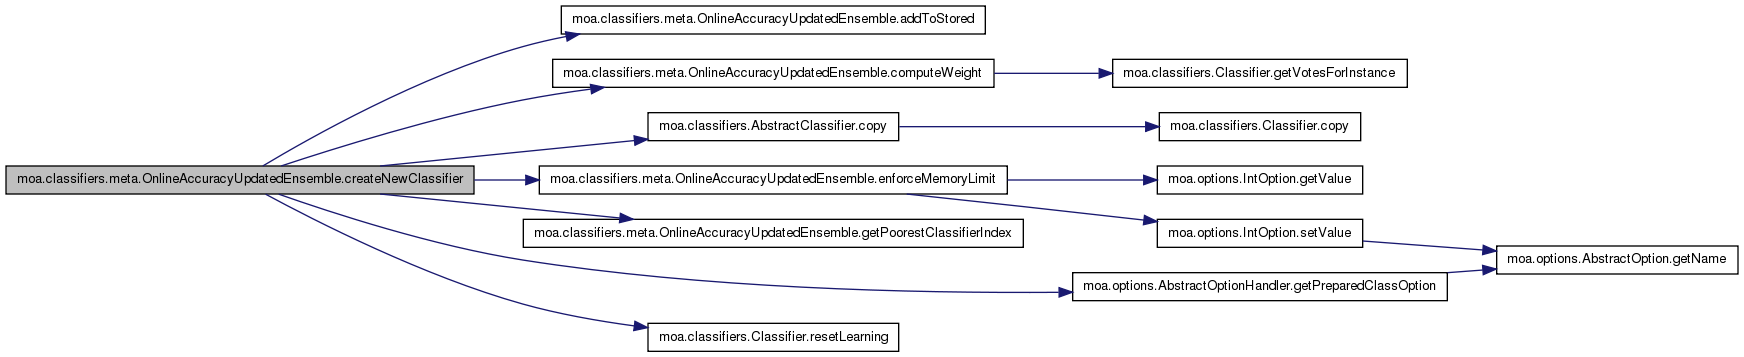 moa.classifiers.meta.OnlineAccuracyUpdatedEnsemble.addToStored
moa.classifiers.meta.OnlineAccuracyUpdatedEnsemble.computeWeight
moa.classifiers.Classifier.getVotesForInstance
moa.classifiers.AbstractClassifier.copy
moa.classifiers.Classifier.copy
moa.classifiers.meta.OnlineAccuracyUpdatedEnsemble.createNewClassifier
moa.classifiers.meta.OnlineAccuracyUpdatedEnsemble.enforceMemoryLimit
moa.options.IntOption.getValue
moa.classifiers.meta.OnlineAccuracyUpdatedEnsemble.getPoorestClassifierIndex
moa.options.IntOption.setValue
moa.options.AbstractOption.getName
moa.options.AbstractOptionHandler.getPreparedClassOption
moa.classifiers.Classifier.resetLearning